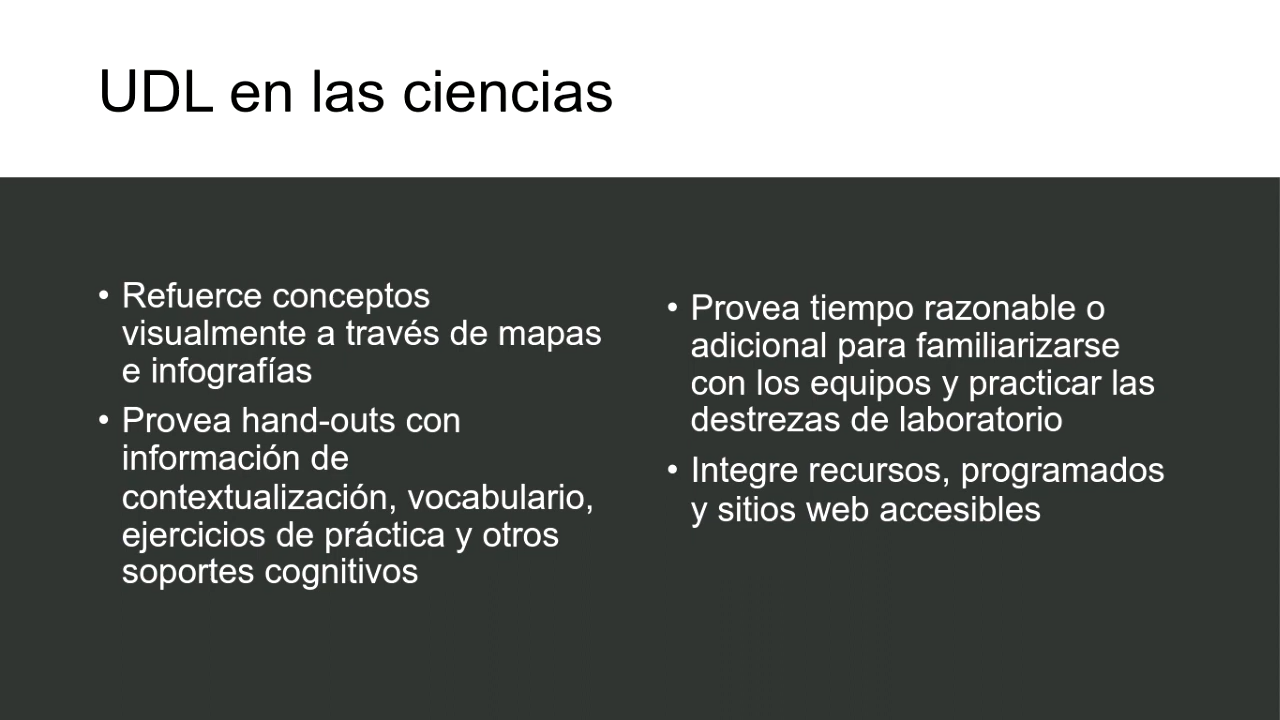 UDL en las ciencias
• Refuerce conceptos
visualmente a través de mapas
e infografías
• Provea hand-outs con
información de
contextualización, vocabulario,
ejercicios de práctica y otros
soportes cognitivos
• Provea tiempo razonable o
adicional para familiarizarse
con los equipos y practicar las
destrezas de laboratorio
• Integre recursos, programados
y sitios web accesibles